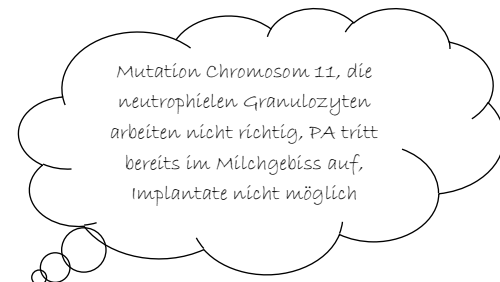 Mutation Chromosom 11, die
neutrophielen Granulozyten
arbeiten nicht richtig, PA tritt
bereits im Milchgebiss auf,
Implantate nicht möglich